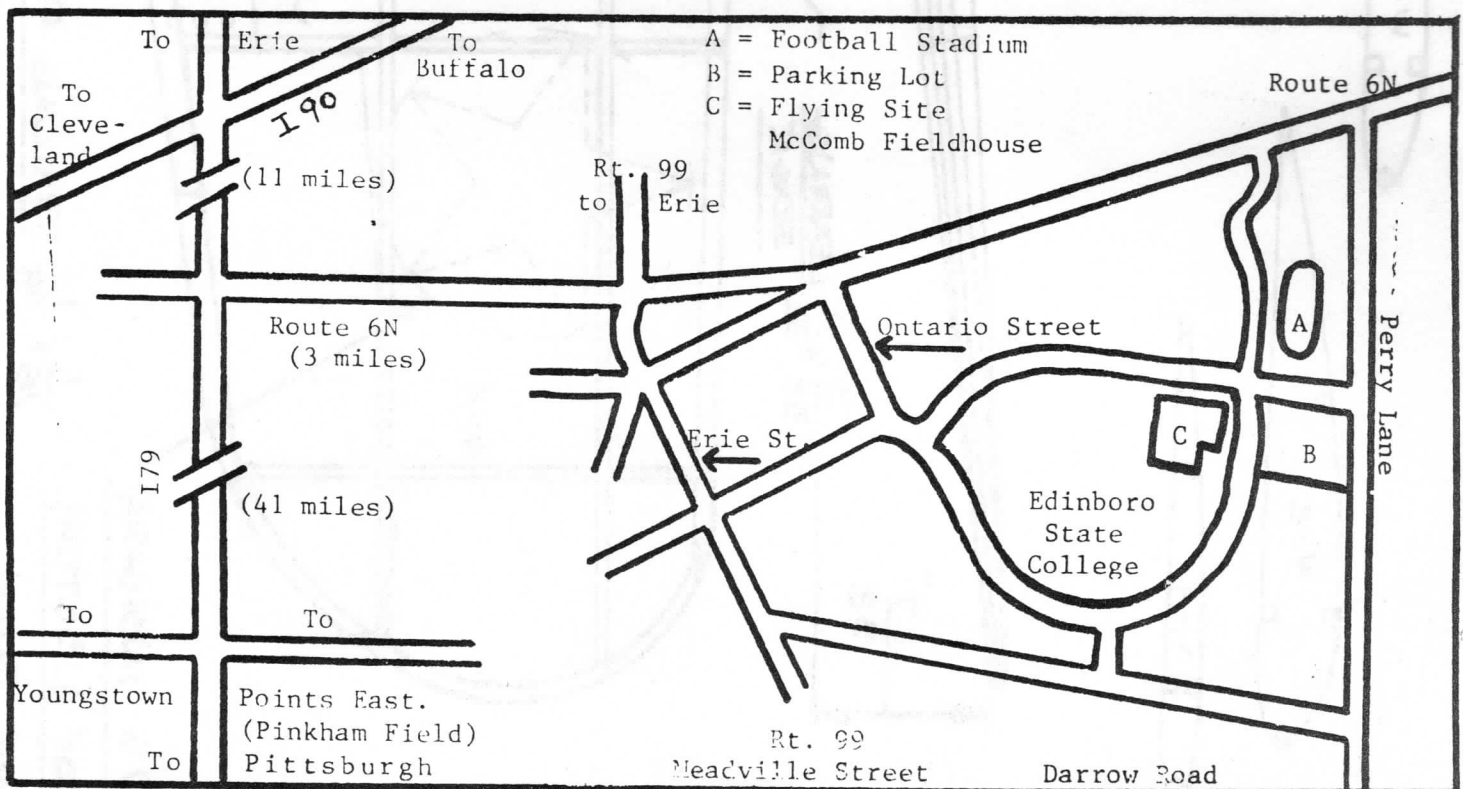 To Erie
To
Buffalo
To
Cleve-
land
I 90
(11 miles)
A = Football Stadium
B = Parking Lot
C = Flying Site
McComb Fieldhouse
Route 6N
Rt. 99
to Erie
Route 6N
(3 miles)
Ontario Street
A
Perry Lane
Erie St.
C
B
I79
(41 miles)
Edinboro
State
College
To
To
Youngstown
Points East.
(Pinkham Field)
To Pittsburgh
Rt. 99
Meadville Street
Darrow Road